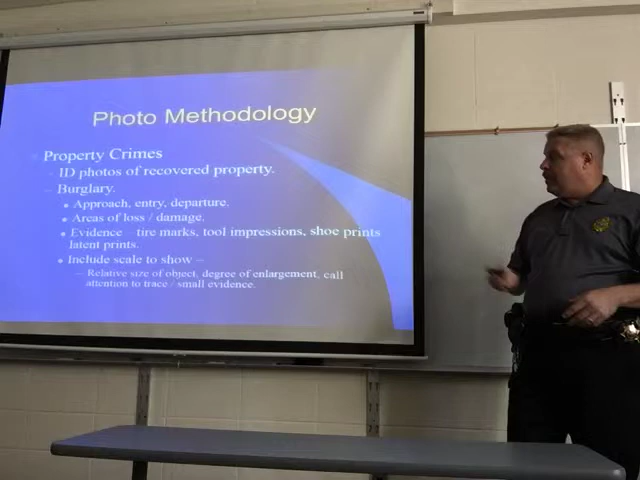 Photo Methodology
Property Crimes
– ID photos of recovered property.
– Burglary.
• Approach, entry, departure.
• Areas of loss / damage.
• Evidence – tire marks, tool impressions, shoe prints
latent prints.
• Include scale to show –
– Relative size of object, degree of enlargement, call
attention to trace / small evidence.